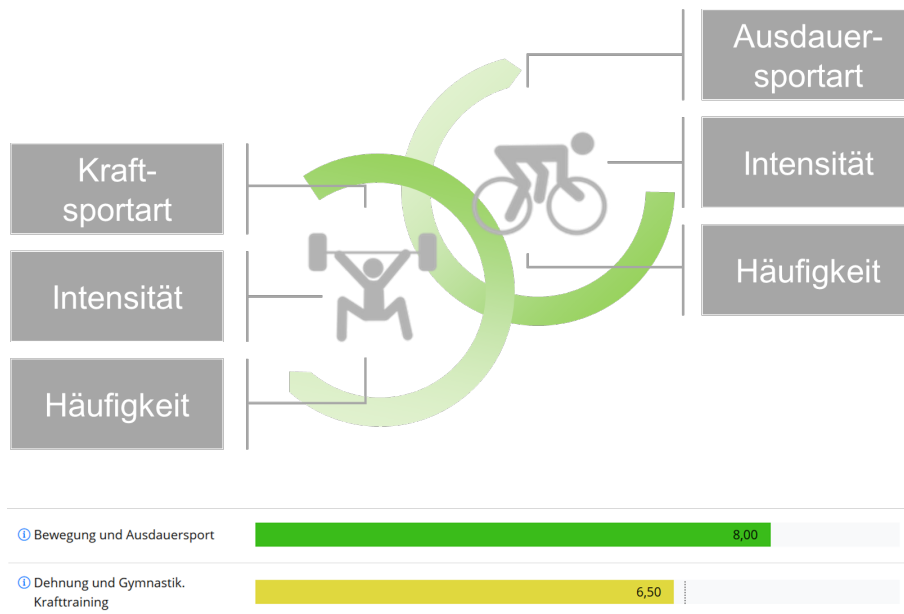 Ausdauer-
sportart
Intensität
Häufigkeit
Kraft-
sportart
Intensität
Häufigkeit
Bewegung und Ausdauersport
8,00
Dehnung und Gymnastik.
Krafttraining
6,50